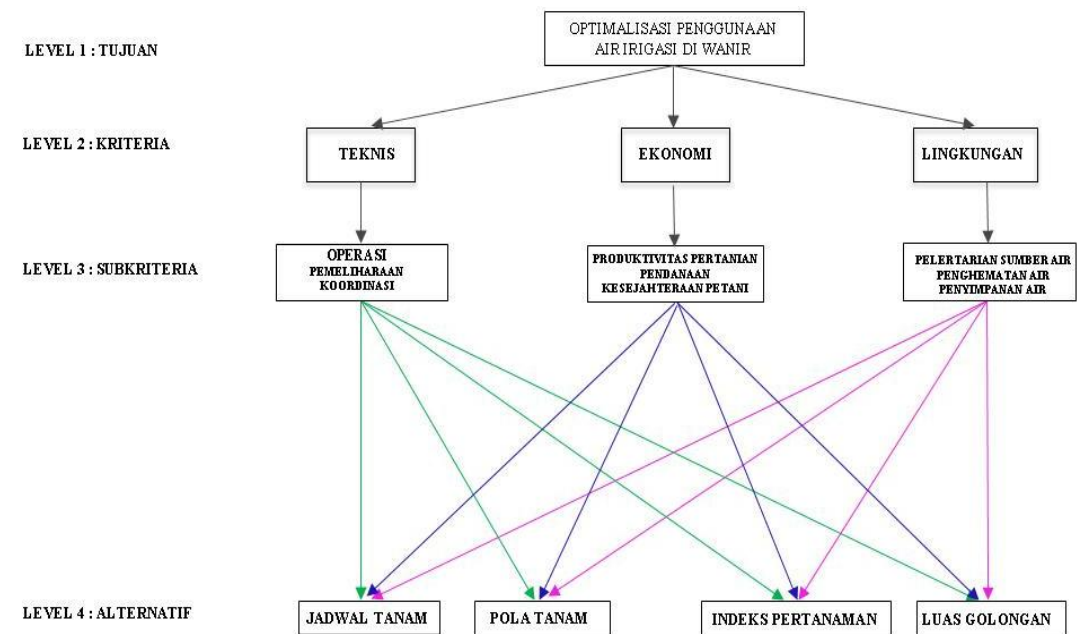 OPTIMALISASI PENGGUNAAN
AIR IRIGASI DI WANIR
LEVEL 1 : TUJUAN
LEVEL 2 : KRITERIA
TEKNIS
EKONOMI
LINGKUNGAN
LEVEL 3 : SUBKRITERIA
OPERASI
PEMELIHARAAN
KOORDINASI
PRODUKTIVITAS PERTANIAN
PENDANAAN
KESEJAHTERAAN PETANI
PELERTARIAN SUMBER AIR
PENGHEMATAN AIR
PENYIMPANAN AIR
LEVEL 4 : ALTERNATIF
JADWAL TANAM
POLA TANAM
INDEKS PERTANAMAN
LUAS GOLONGAN